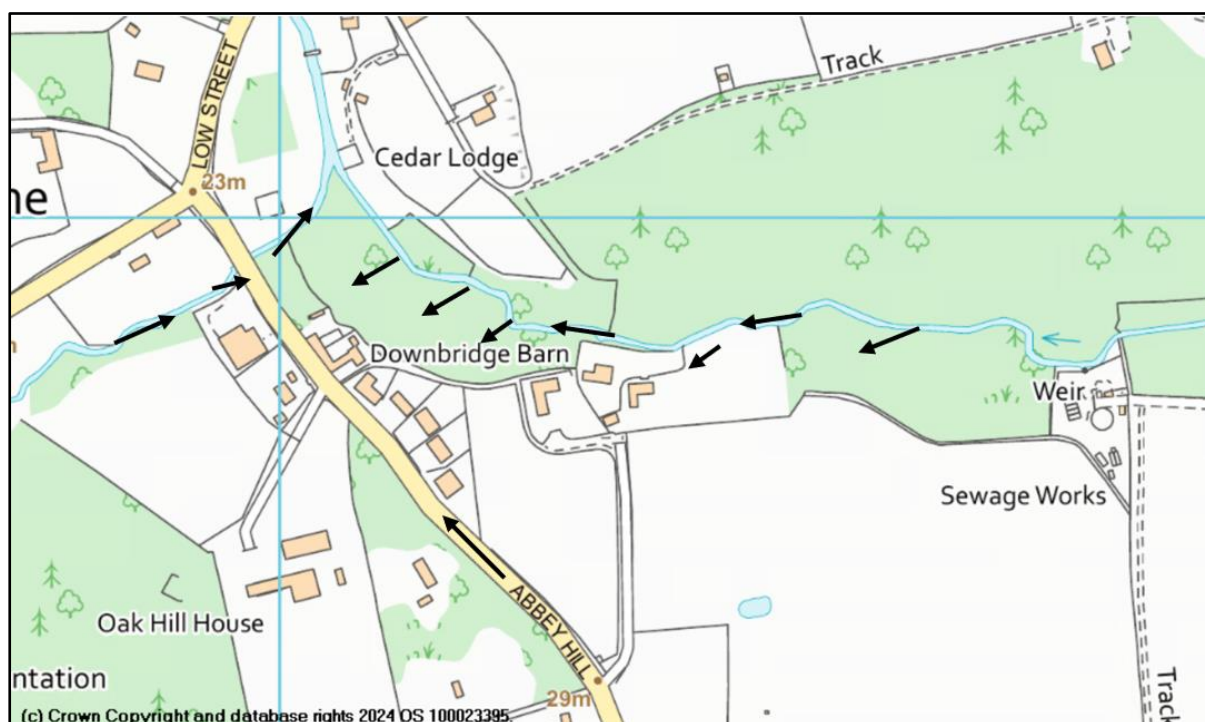 Track
LOW STREET
Cedar Lodge
23m
ne
Downbridge Barn
Weir
Sewage Works
ABBEY HILL
Oak Hill House
29m
ntation
Track
(c) Crown Copyright and database rights 2024 OS 100023395.